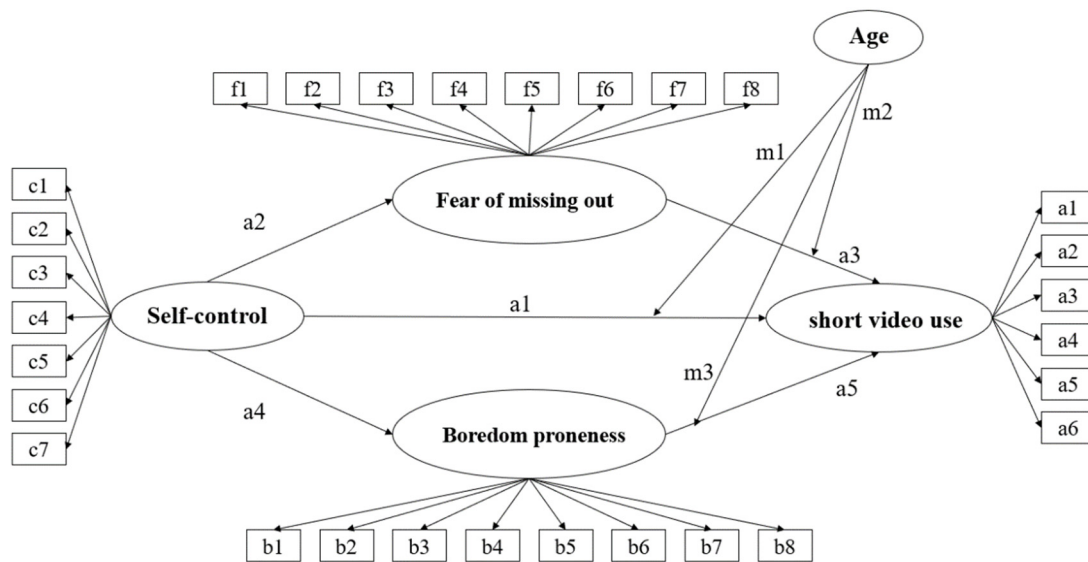 Age
f1 f2 f3 f4 f5 f6 f7 f8
m2
m1
c1
c2
c3
c4
c5
c6
c7
Fear of missing out
a2
a3
Self-control
a1
short video use
a1
a2
a3
a4
a5
a6
m3
a5
a4
Boredom proneness
b1 b2 b3 b4 b5 b6 b7 b8